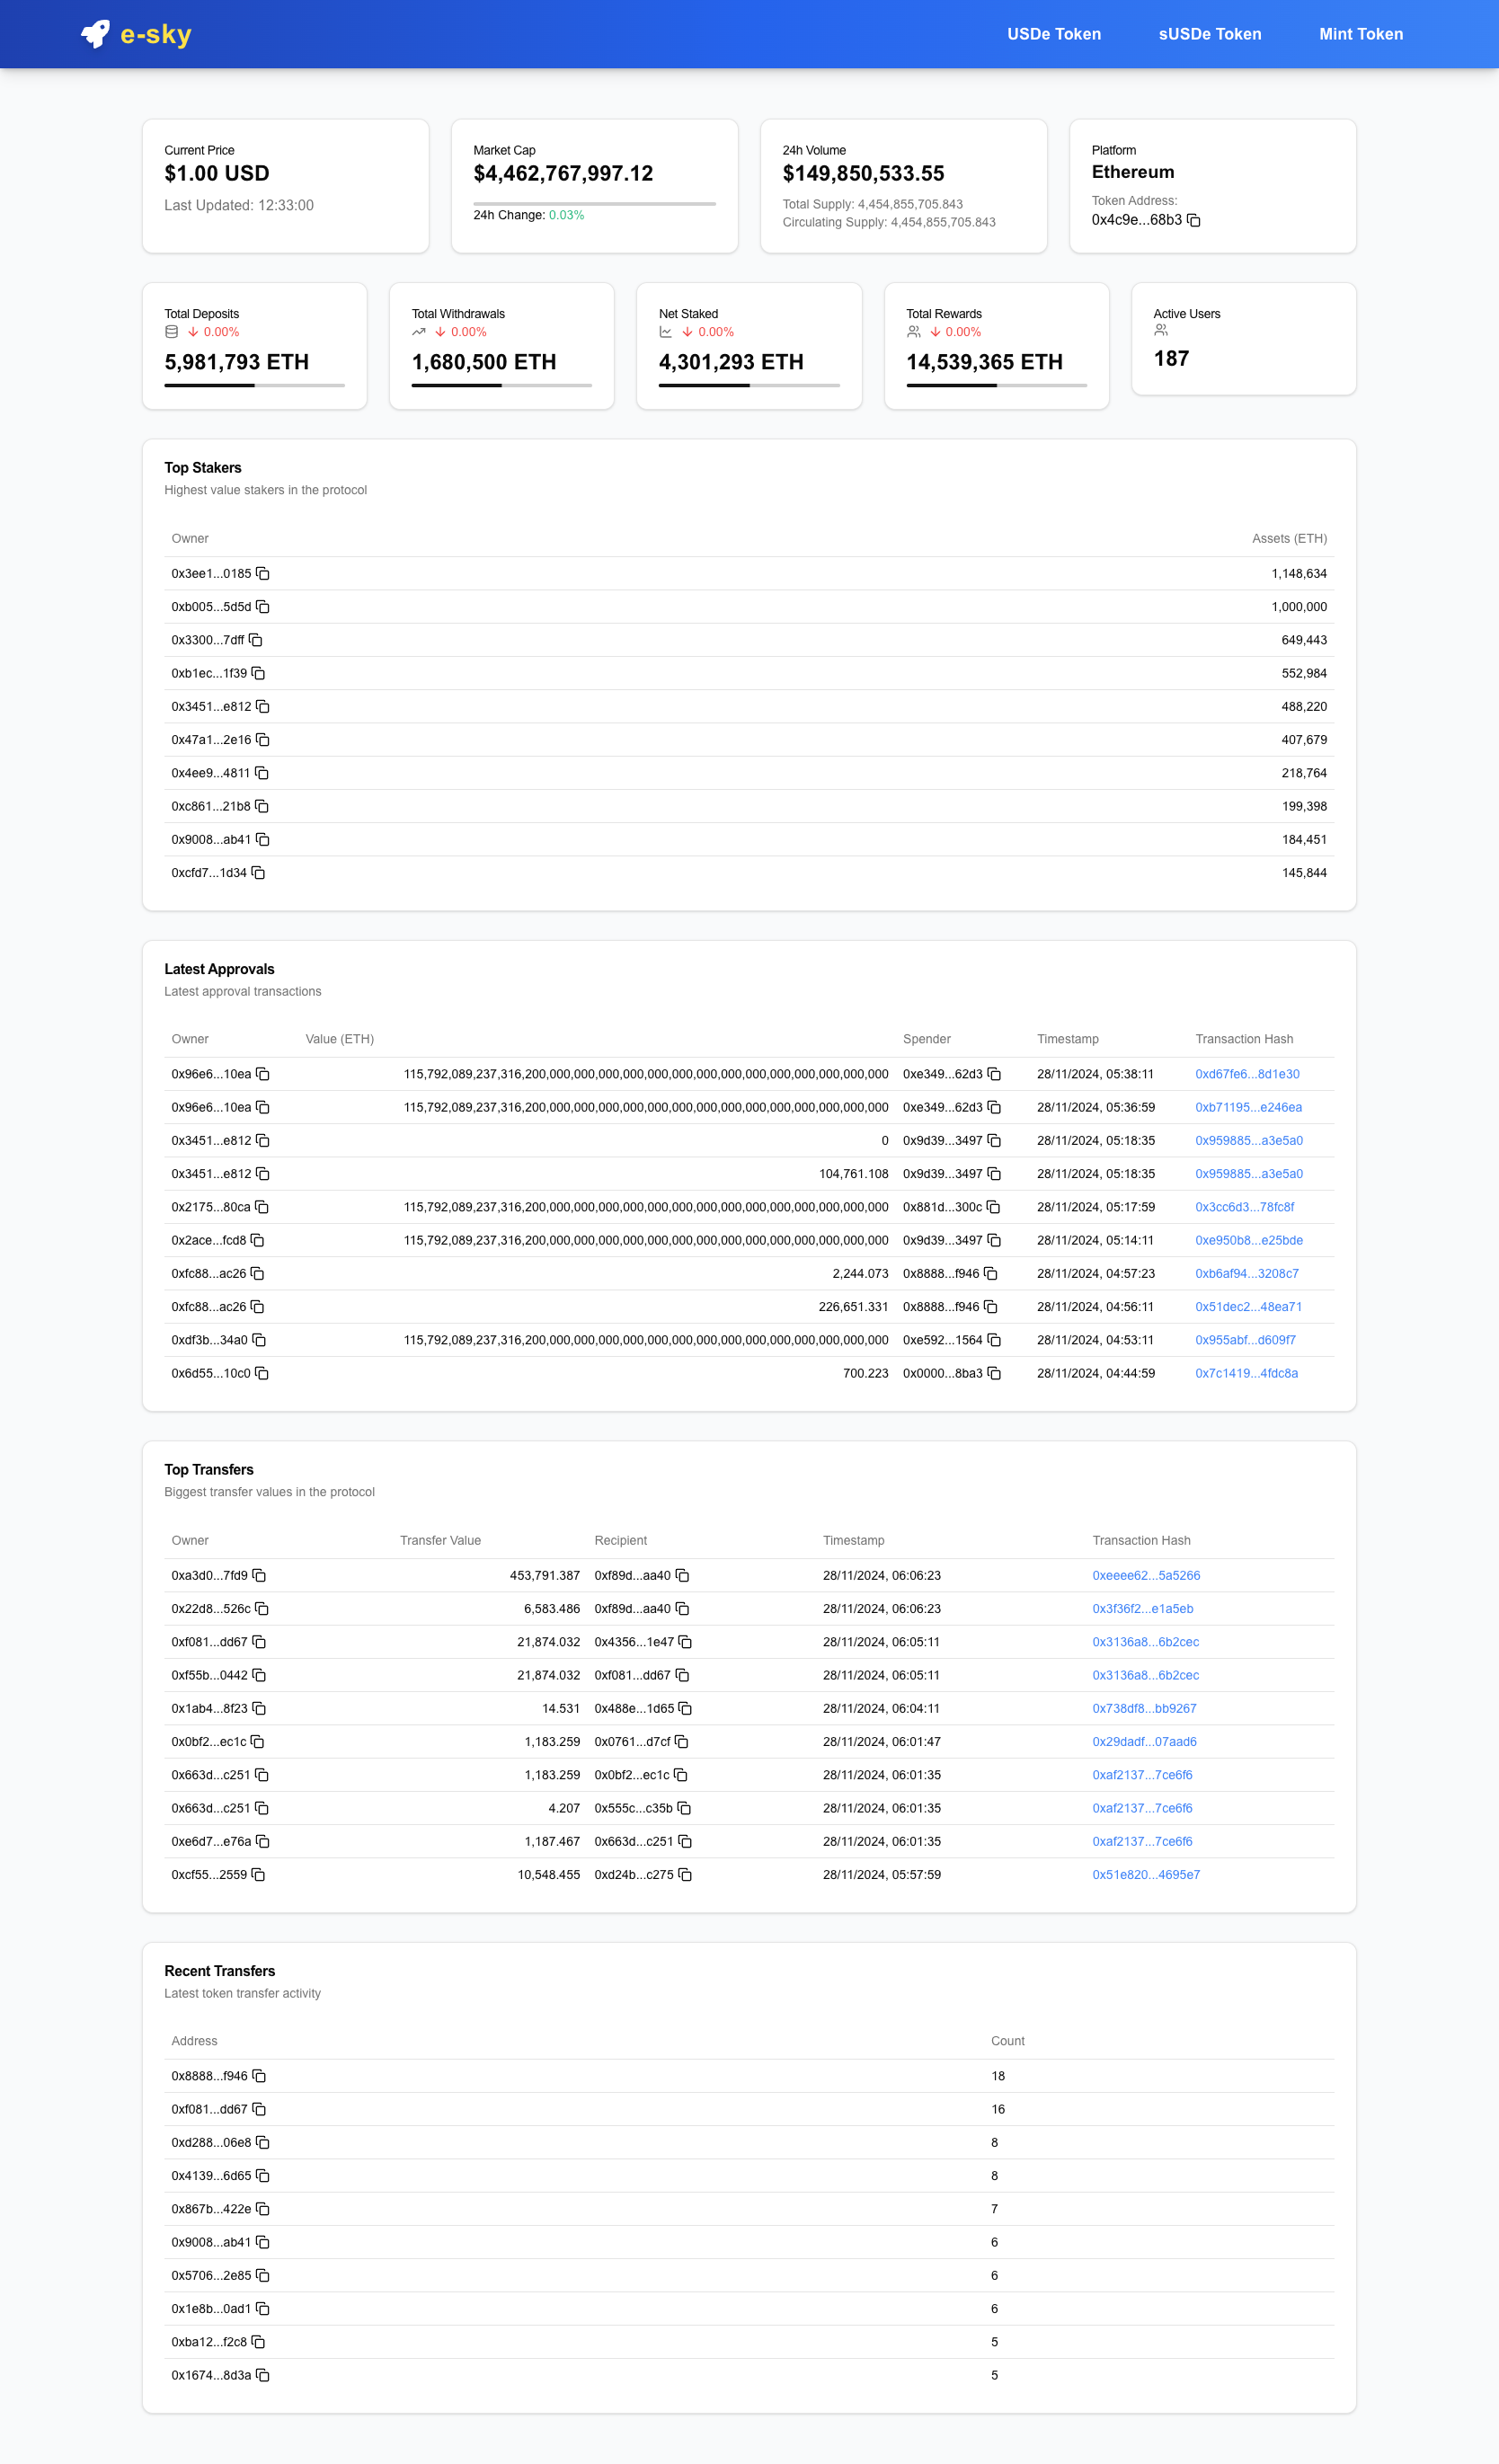 e-sky USDe Token sUSDe Token Mint Token
Current Price
$1.00 USD
Last Updated: 12:33:00
Market Cap
$4,462,767,997.12
24h Change: 0.03%
24h Volume
$149,850,533.55
Total Supply: 4,454,855,705.843
Circulating Supply: 4,454,855,705.843
Platform
Ethereum
Token Address:
0x4c9e...68b3
Total Deposits
0.00%
5,981,793 ETH
Total Withdrawals
0.00%
1,680,500 ETH
Net Staked
0.00%
4,301,293 ETH
Total Rewards
0.00%
14,539,365 ETH
Active Users
187
Top Stakers
Highest value stakers in the protocol
Owner Assets (ETH)
0x3ee1...0185 1,148,634
0xb005...5d5d 1,000,000
0x3300...7dff 649,443
0xb1ec...1f39 552,984
0x3451...e812 488,220
0x47a1...2e16 407,679
0x4ee9...4811 218,764
0xc861...21b8 199,398
0x9008...ab41 184,451
0xcfd7...1d34 145,844
Latest Approvals
Latest approval transactions
Owner Value (ETH) Spender Timestamp Transaction Hash
0x96e6...10ea 115,792,089,237,316,200,000,000,000,000,000,000,000,000,000,000,000,000,000,000 0xe349...62d3 28/11/2024, 05:38:11 0xd67fe6...8d1e30
0x96e6...10ea 115,792,089,237,316,200,000,000,000,000,000,000,000,000,000,000,000,000,000,000 0xe349...62d3 28/11/2024, 05:36:59 0xb71195...e246ea
0x3451...e812 0 0x9d39...3497 28/11/2024, 05:18:35 0x959885...a3e5a0
0x3451...e812 104,761.108 0x9d39...3497 28/11/2024, 05:18:35 0x959885...a3e5a0
0x2175...80ca 115,792,089,237,316,200,000,000,000,000,000,000,000,000,000,000,000,000,000,000 0x881d...300c 28/11/2024, 05:17:59 0x3cc6d3...78fc8f
0x2ace...fcd8 115,792,089,237,316,200,000,000,000,000,000,000,000,000,000,000,000,000,000,000 0x9d39...3497 28/11/2024, 05:14:11 0xe950b8...e25bde
0xfc88...ac26 2,244.073 0x8888...f946 28/11/2024, 04:57:23 0xb6af94...3208c7
0xfc88...ac26 226,651.331 0x8888...f946 28/11/2024, 04:56:11 0x51dec2...48ea71
0xdf3b...34a0 115,792,089,237,316,200,000,000,000,000,000,000,000,000,000,000,000,000,000,000 0xe592...1564 28/11/2024, 04:53:11 0x955abf...d609f7
0x6d55...10c0 700.223 0x0000...8ba3 28/11/2024, 04:44:59 0x7c1419...4fdc8a
Top Transfers
Biggest transfer values in the protocol
Owner Transfer Value Recipient Timestamp Transaction Hash
0xa3d0...7fd9 453,791.387 0xf89d...aa40 28/11/2024, 06:06:23 0xeeee62...5a5266
0x22d8...526c 6,583.486 0xf89d...aa40 28/11/2024, 06:06:23 0x3f36f2...e1a5eb
0xf081...dd67 21,874.032 0x4356...1e47 28/11/2024, 06:05:11 0x3136a8...6b2cec
0xf55b...0442 21,874.032 0xf081...dd67 28/11/2024, 06:05:11 0x3136a8...6b2cec
0x1ab4...8f23 14.531 0x488e...1d65 28/11/2024, 06:04:11 0x738df8...bb9267
0x0bf2...ec1c 1,183.259 0x0761...d7cf 28/11/2024, 06:01:47 0x29dadf...07aad6
0x663d...c251 1,183.259 0x0bf2...ec1c 28/11/2024, 06:01:35 0xaf2137...7ce6f6
0x663d...c251 4.207 0x555c...c35b 28/11/2024, 06:01:35 0xaf2137...7ce6f6
0xe6d7...e76a 1,187.467 0x663d...c251 28/11/2024, 06:01:35 0xaf2137...7ce6f6
0xcf55...2559 10,548.455 0xd24b...c275 28/11/2024, 05:57:59 0x51e820...4695e7
Recent Transfers
Latest token transfer activity
Address Count
0x8888...f946 18
0xf081...dd67 16
0xd288...06e8 8
0x4139...6d65 8
0x867b...422e 7
0x9008...ab41 6
0x5706...2e85 6
0x1e8b...0ad1 6
0xba12...f2c8 5
0x1674...8d3a 5